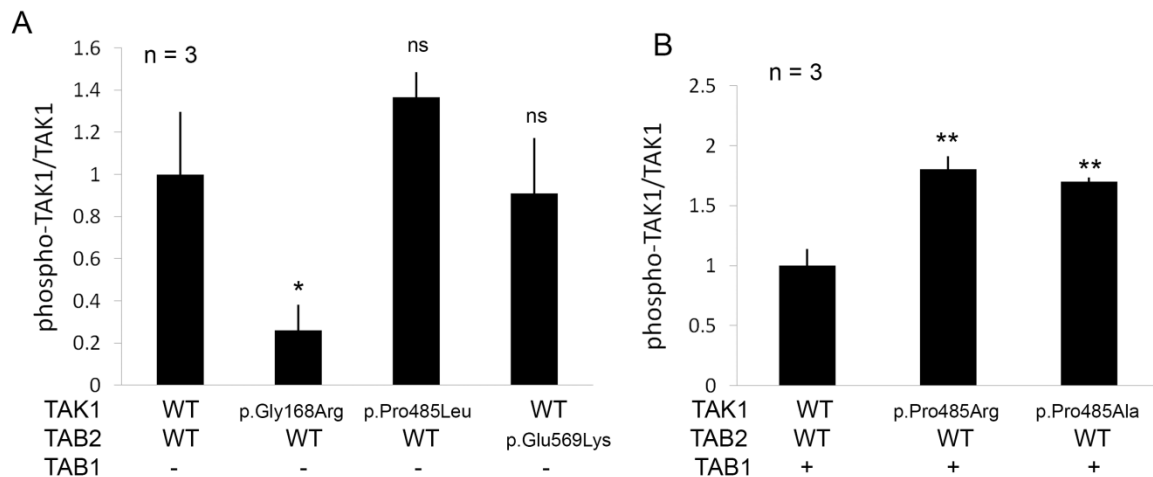 A
n = 3
phospho-TAK1/TAK1
1.6
1.4
1.2
1
0.8
0.6
0.4
0.2
0
*
ns
ns
TAK1 WT p.Gly168Arg p.Pro485Leu WT
TAB2 WT WT WT p.Glu569Lys
TAB1 - - - -
B
n = 3
phospho-TAK1/TAK1
2.5
2
1.5
1
0.5
0
**
**
TAK1 WT p.Pro485Arg p.Pro485Ala
TAB2 WT WT WT
TAB1 + + +